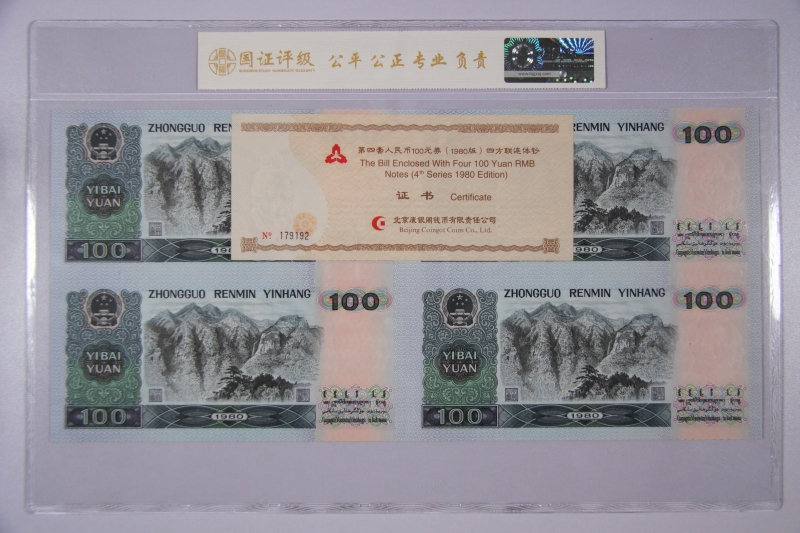 国证评级
公平 公正 专业 负责
ZHONGGUO RENMIN YINHANG
100
YIBAI
YUAN
100
第四套人民币100元券（1980版）四方联连体钞
The Bill Enclosed With Four 100 Yuan RMB
Notes (4th Series 1980 Edition)
证 书 Certificate
北京康银阁钱币有限责任公司
Beijing Coingot Coins Co., Ltd.
Nº 179192
RENMIN YINHANG
100
1980
ZHONGGUO RENMIN YINHANG
100
YIBAI
YUAN
100
1980
ZHONGGUO RENMIN YINHANG
100
YIBAI
YUAN
100
1980